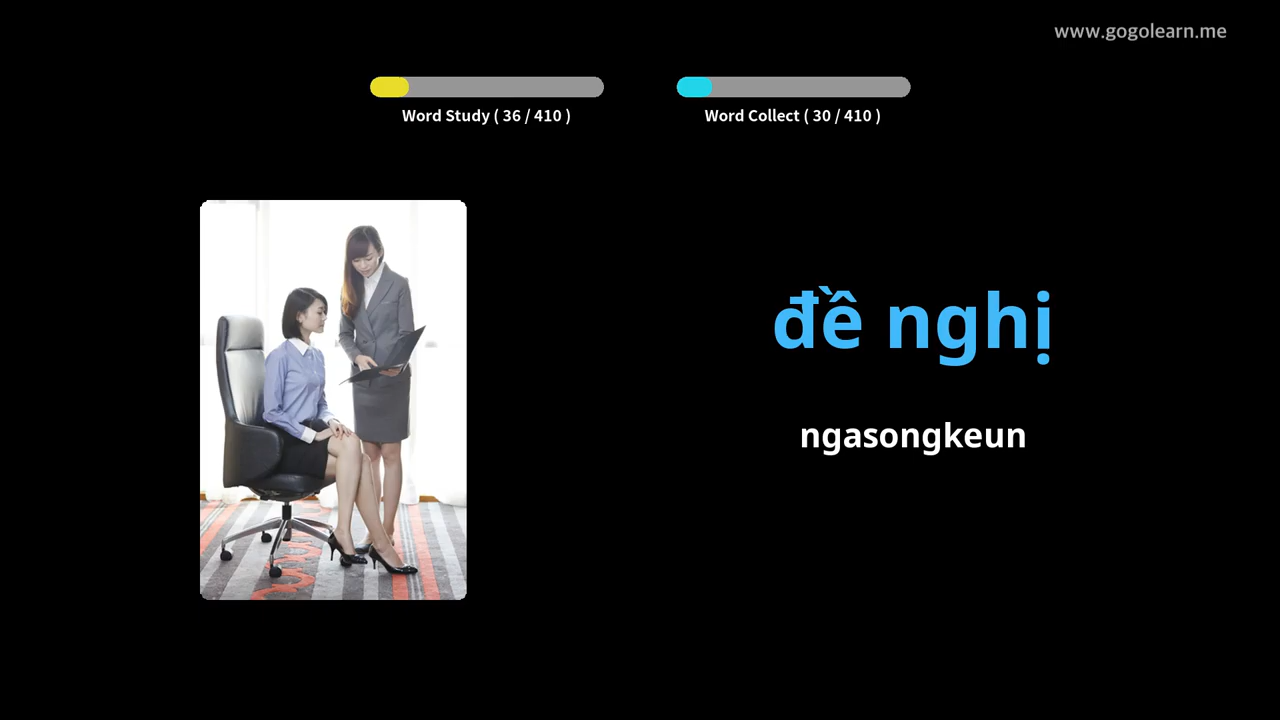 www.gogolearn.me
Word Study ( 36 / 410 )
Word Collect ( 30 / 410 )
đề nghị
ngasongkeun